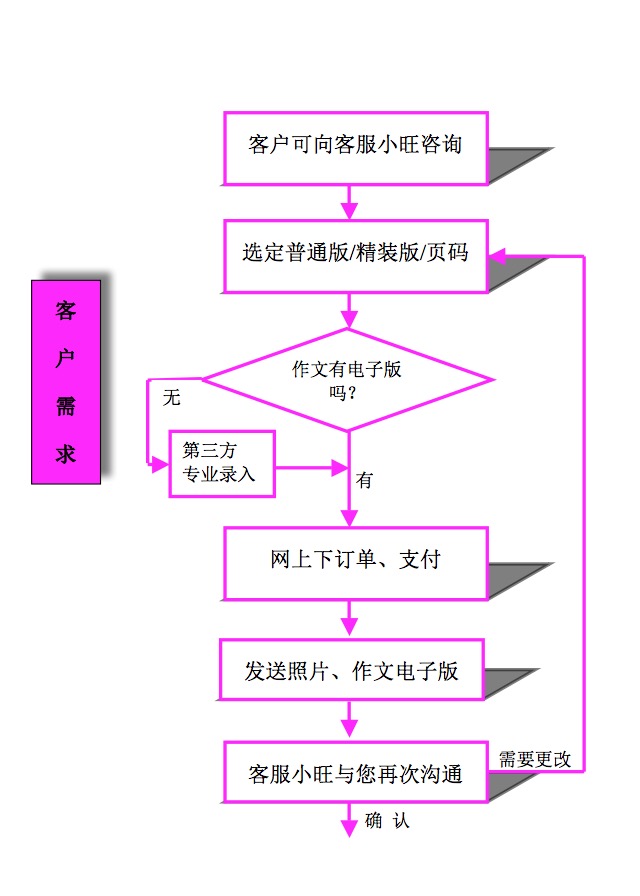 客户可向客服小旺咨询
选定普通版/精装版/页码
客
户
需
求
作文有电子版
吗?
无
第三方
专业录入
有
网上下订单、支付
发送照片、作文电子版
客服小旺与您再次沟通
需要更改
确 认